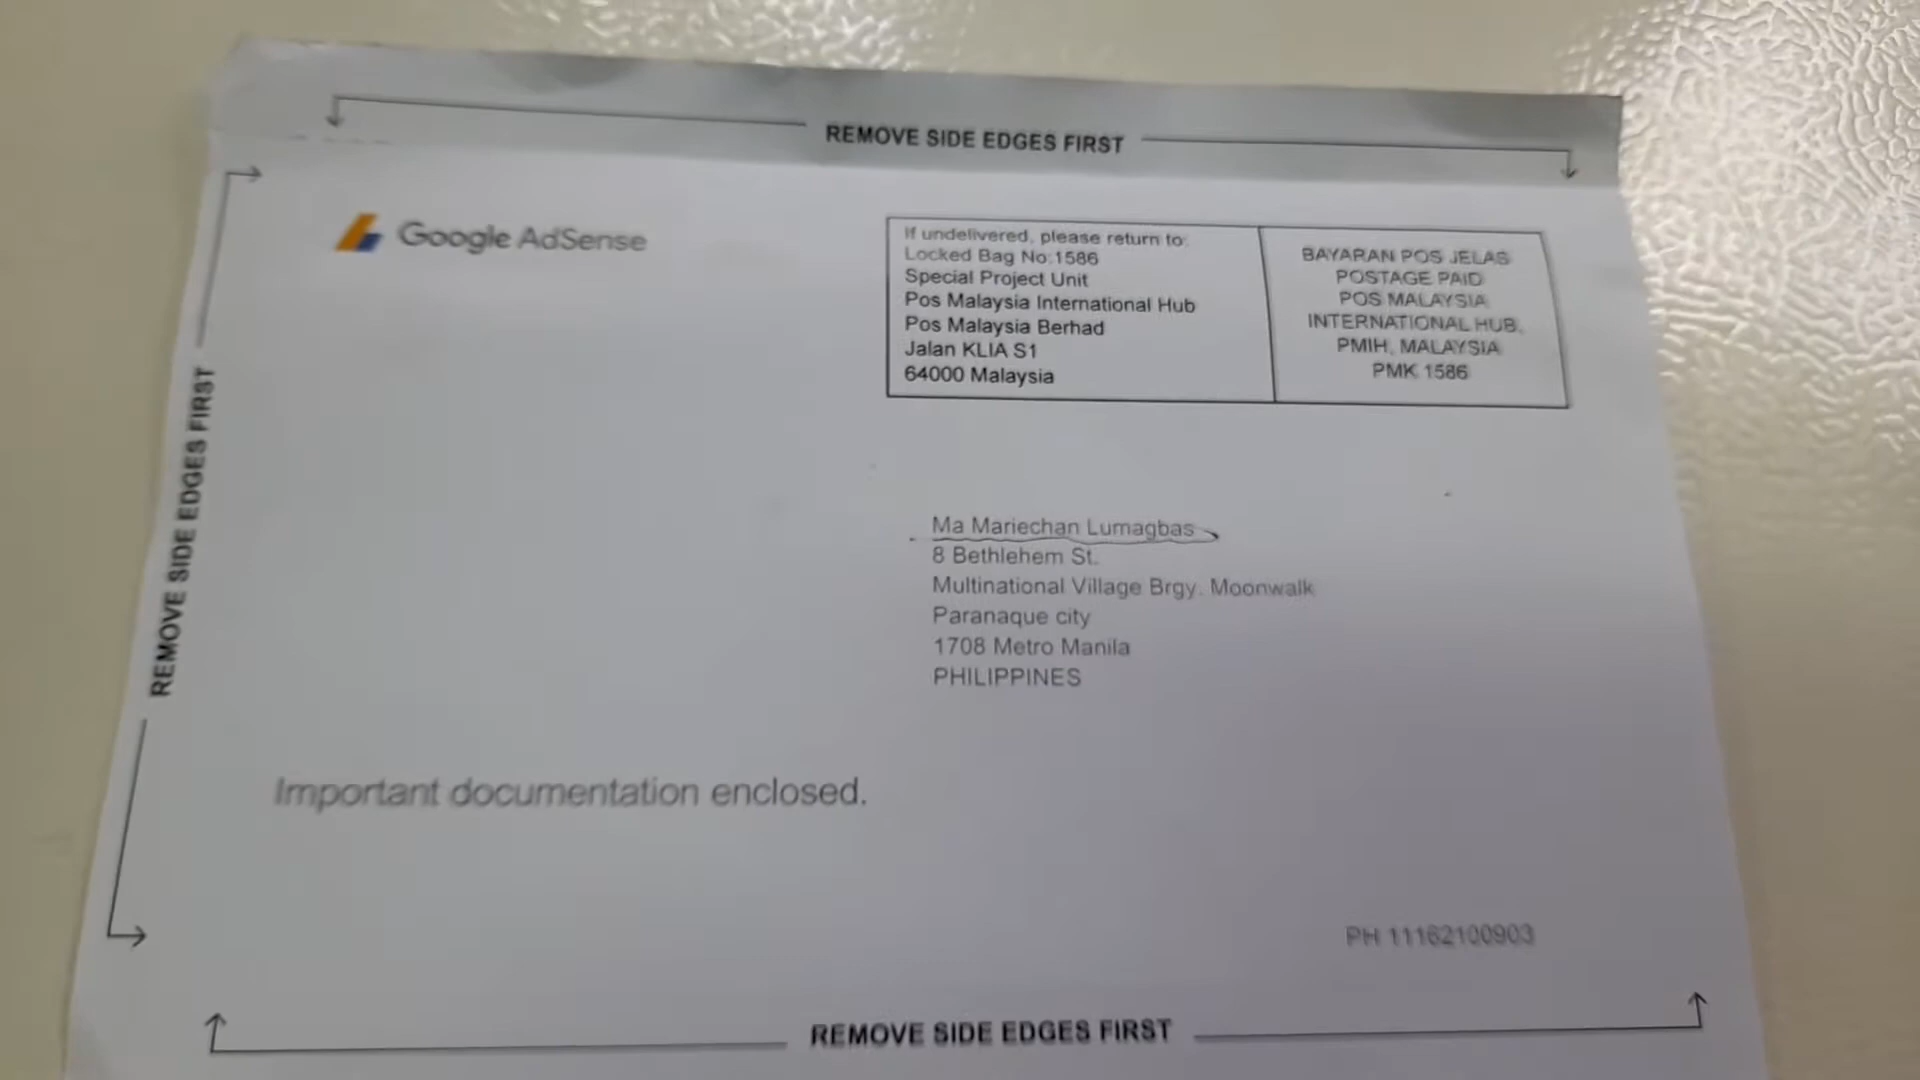 REMOVE SIDE EDGES FIRST
Google AdSense
If undelivered, please return to:
Locked Bag No:1586
Special Project Unit
Pos Malaysia International Hub
Pos Malaysia Berhad
Jalan KLIA S1
64000 Malaysia
BAYARAN POS JELAS
POSTAGE PAID
POS MALAYSIA
INTERNATIONAL HUB,
PMIH, MALAYSIA
PMK 1586
REMOVE SIDE EDGES FIRST
Ma Mariechan Lumagbas
8 Bethlehem St.
Multinational Village Brgy. Moonwalk
Paranaque city
1708 Metro Manila
PHILIPPINES
Important documentation enclosed.
PH 11162100903
REMOVE SIDE EDGES FIRST